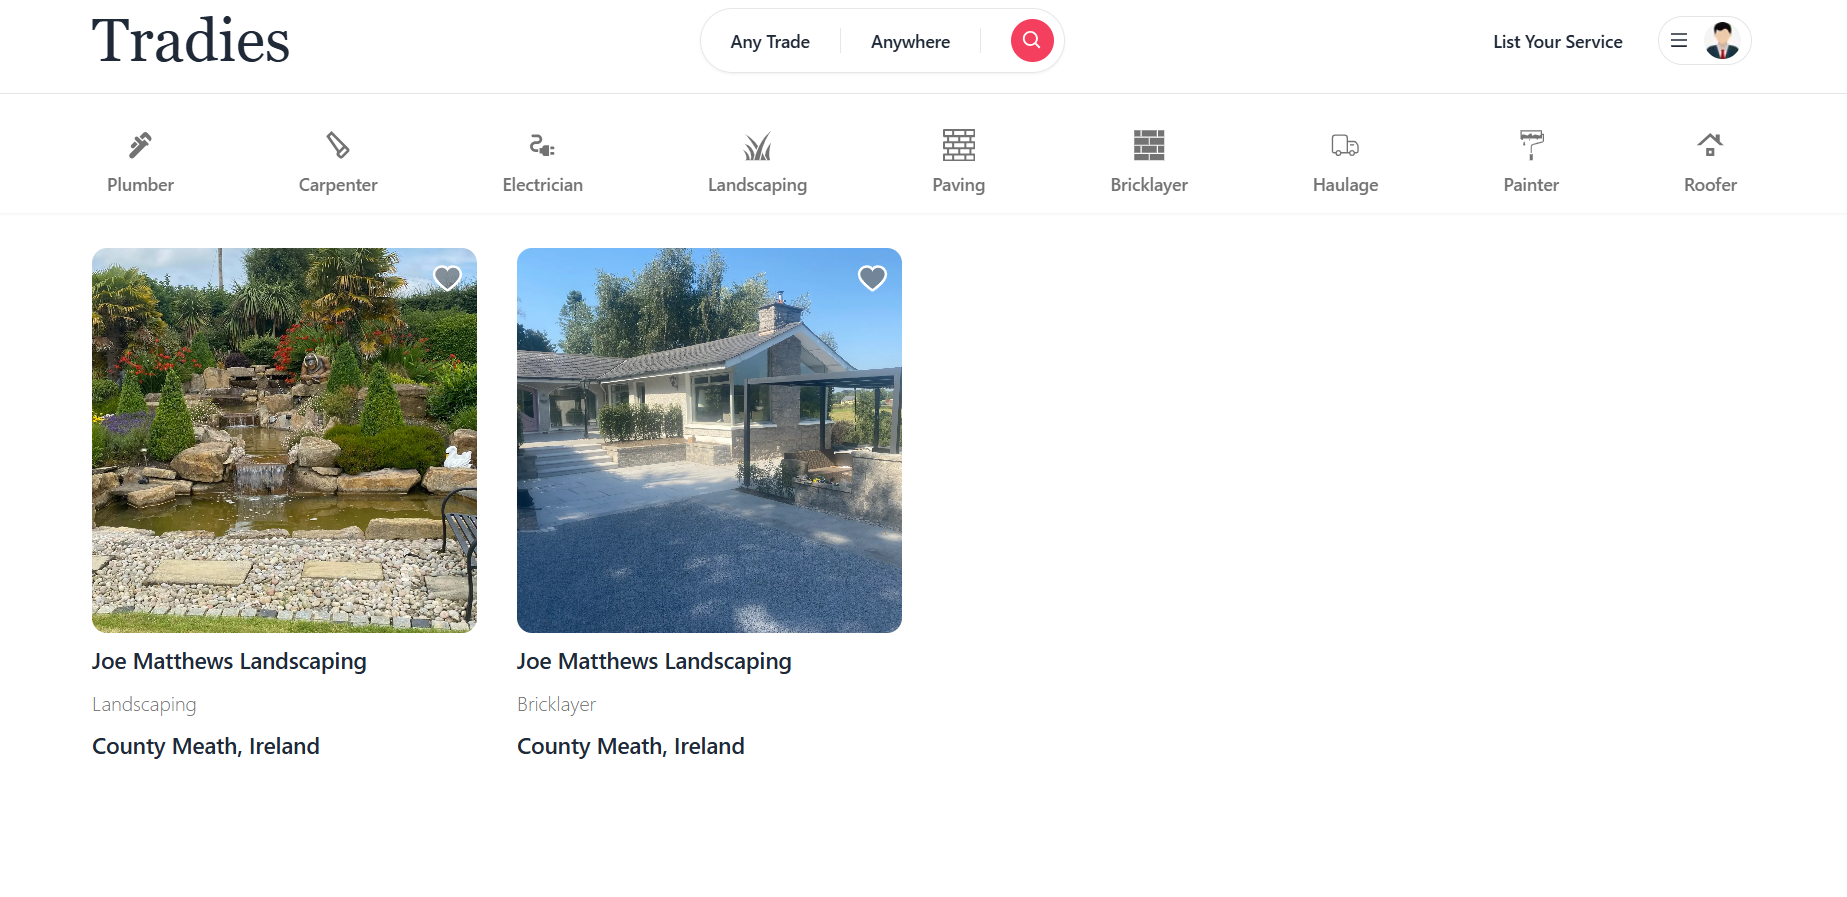 Tradies
Any Trade
Anywhere
List Your Service
Plumber
Carpenter
Electrician
Landscaping
Paving
Bricklayer
Haulage
Painter
Roofer
Joe Matthews Landscaping
Landscaping
County Meath, Ireland
Joe Matthews Landscaping
Bricklayer
County Meath, Ireland